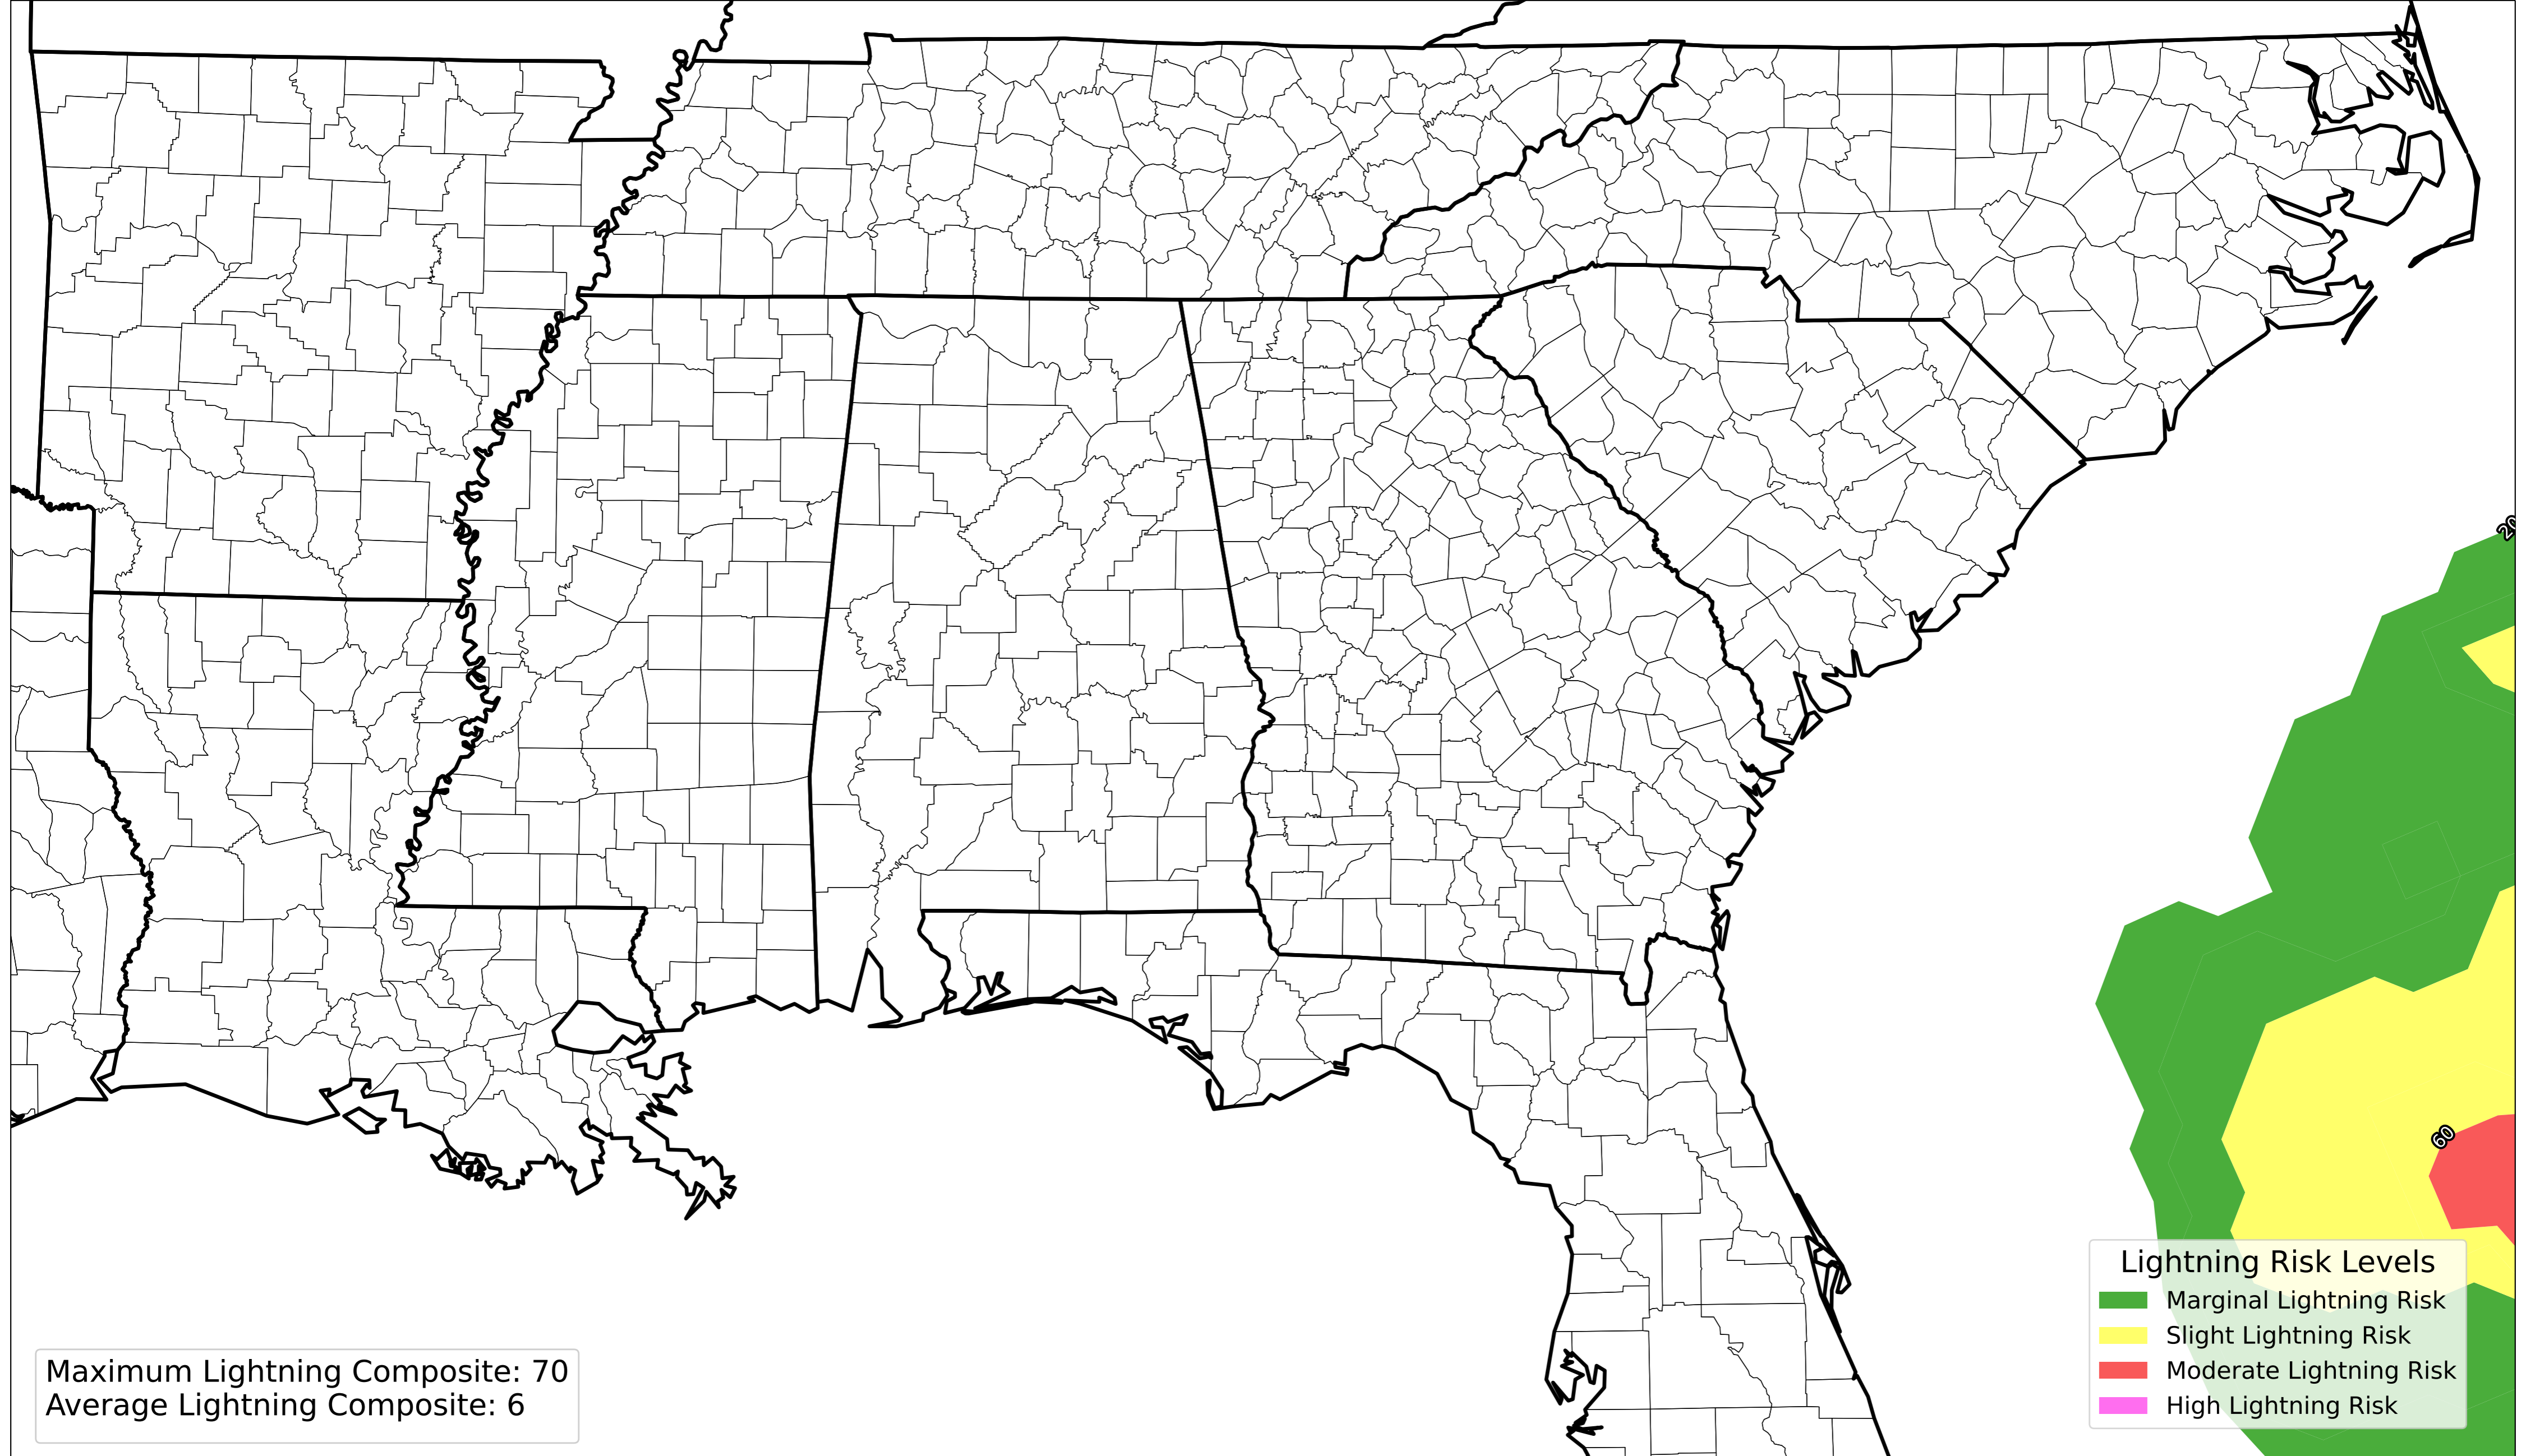 20
60
Lightning Risk Levels
Marginal Lightning Risk
Slight Lightning Risk
Moderate Lightning Risk
High Lightning Risk
Maximum Lightning Composite: 70
Average Lightning Composite: 6